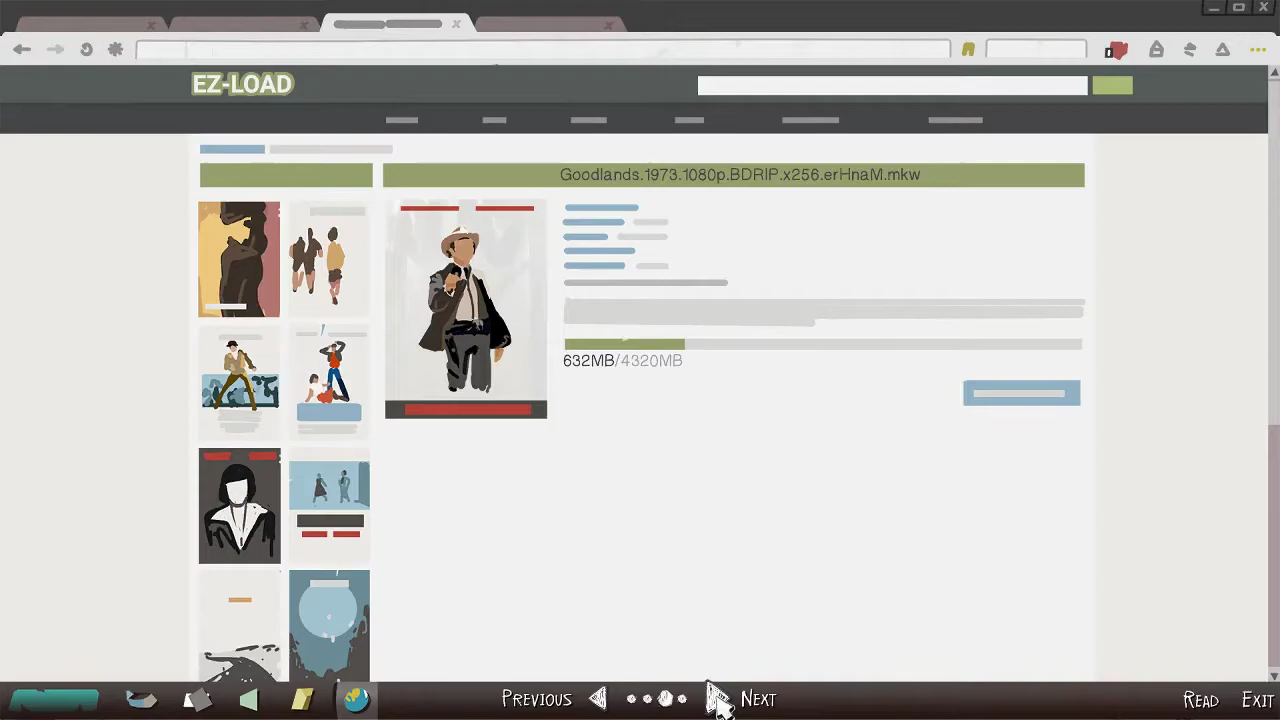 EZ-LOAD
Goodlands.1973.1080p.BDRIP.x256.erHnaM.mkw
632MB/4320MB
PREVIOUS
NEXT
READ
EXIT